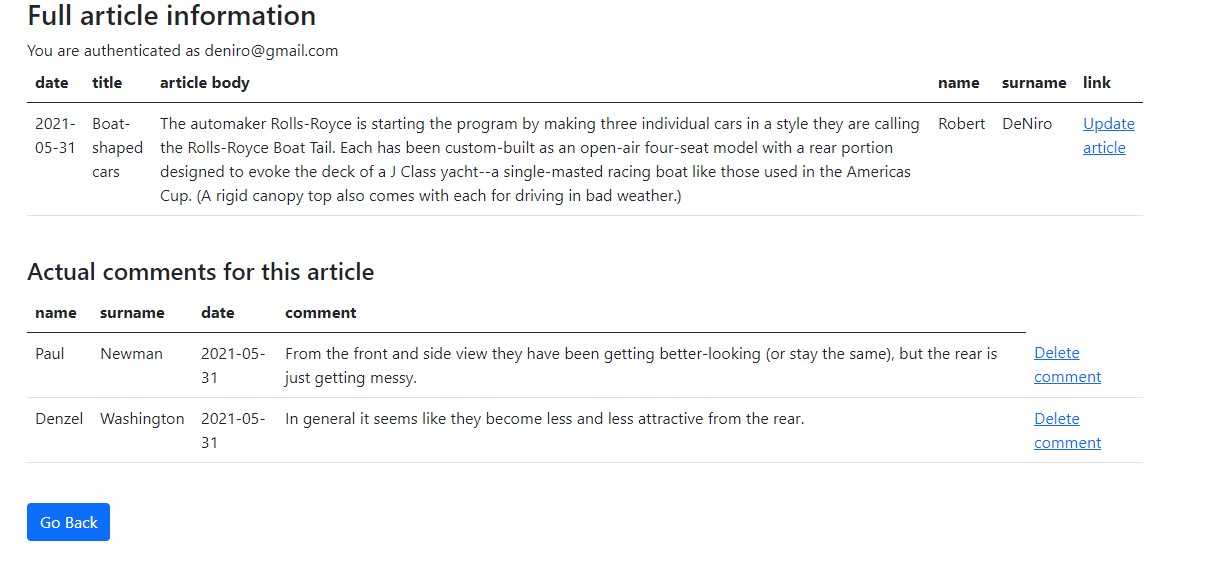 Full article information
You are authenticated as deniro@gmail.com
date title article body name surname link
2021- Boat- The automaker Rolls-Royce is starting the program by making three individual cars in a style they are calling Robert DeNiro Update
05-31 shaped the Rolls-Royce Boat Tail. Each has been custom-built as an open-air four-seat model with a rear portion article
cars designed to evoke the deck of a J Class yacht--a single-masted racing boat like those used in the Americas
Cup. (A rigid canopy top also comes with each for driving in bad weather.)
Actual comments for this article
name surname date comment
Paul Newman 2021-05- From the front and side view they have been getting better-looking (or stay the same), but the rear is Delete
31 just getting messy. comment
Denzel Washington 2021-05- In general it seems like they become less and less attractive from the rear. Delete
31 comment
Go Back